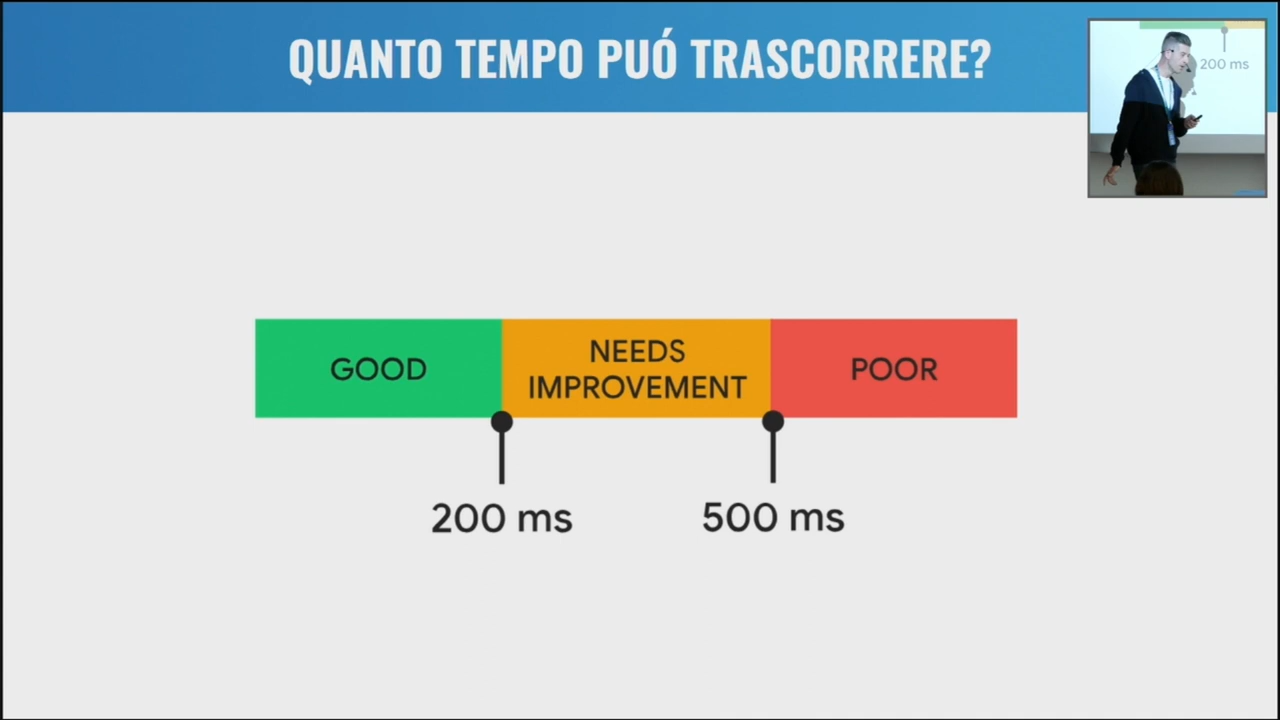 QUANTO TEMPO PUÓ TRASCORRERE?
200 ms
GOOD
NEEDS
IMPROVEMENT
POOR
200 ms
500 ms